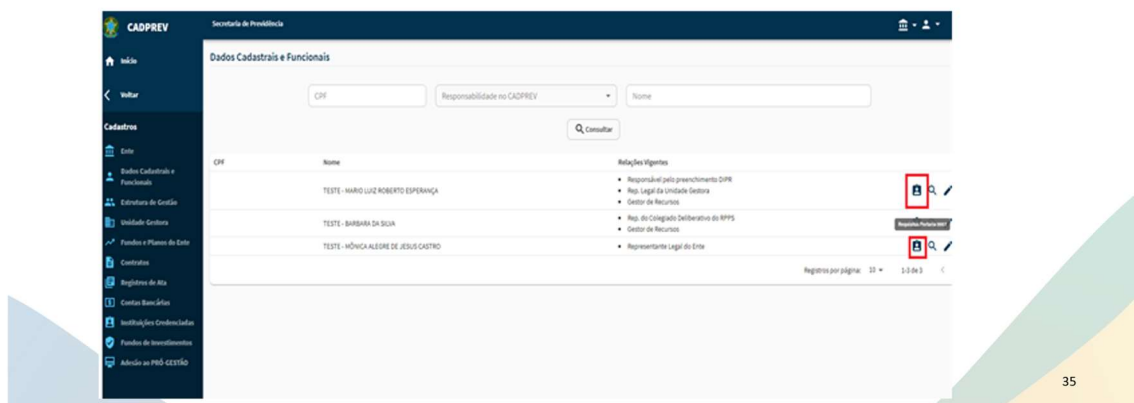 CADPREV
Secretaria de Previdência
Início
Voltar
Cadastros
Ente
Dados Cadastrais e
Funcionais
Estrutura de Gestão
Unidade Gestora
Fundos e Planos do Ente
Contratos
Registros de Ata
Contas Bancárias
Instituições Credenciadas
Fundos de Investimentos
Adesão ao PRÓ-GESTÃO
Dados Cadastrais e Funcionais
CPF
Responsabilidade no CADPREV
Nome
Consultar
CPF Nome Relações Vigentes
TESTE - MARIO LUIZ ROBERTO ESPERANÇA
Responsável pelo preenchimento DIPR
Rep. Legal da Unidade Gestora
Gestor de Recursos
TESTE - BARBARA DA SILVA
Rep. do Colegiado Deliberativo do RPPS
Gestor de Recursos
TESTE - MÔNICA ALEGRE DE JESUS CASTRO
Representante Legal do Ente
Registros por página: 10 1-3 de 3
35